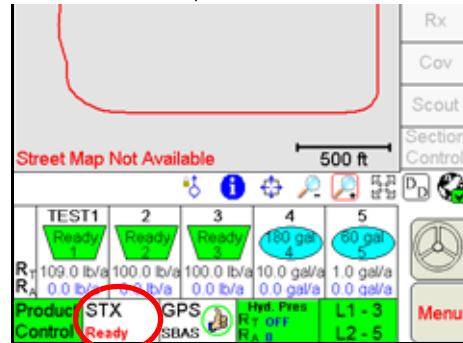 Rx
Cov
Scout
Section
Control
Street Map Not Available
500 ft
TEST1 2 3 4 5
Ready Ready Ready 180 gal 60 gal
1 2 3 4 5
RT 109.0 lb/a 100.0 lb/a 100.0 lb/a 10.0 gal/a 1.0 gal/a
RA 0.0 lb/a 0.0 lb/a 0.0 lb/a 0.0 gal/a 0.0 gal/a
Product
Control
STX
Ready
GPS
SBAS
Hyd. Pres
RT OFF
RA 0
L1 - 3
L2 - 5
Menu
DD